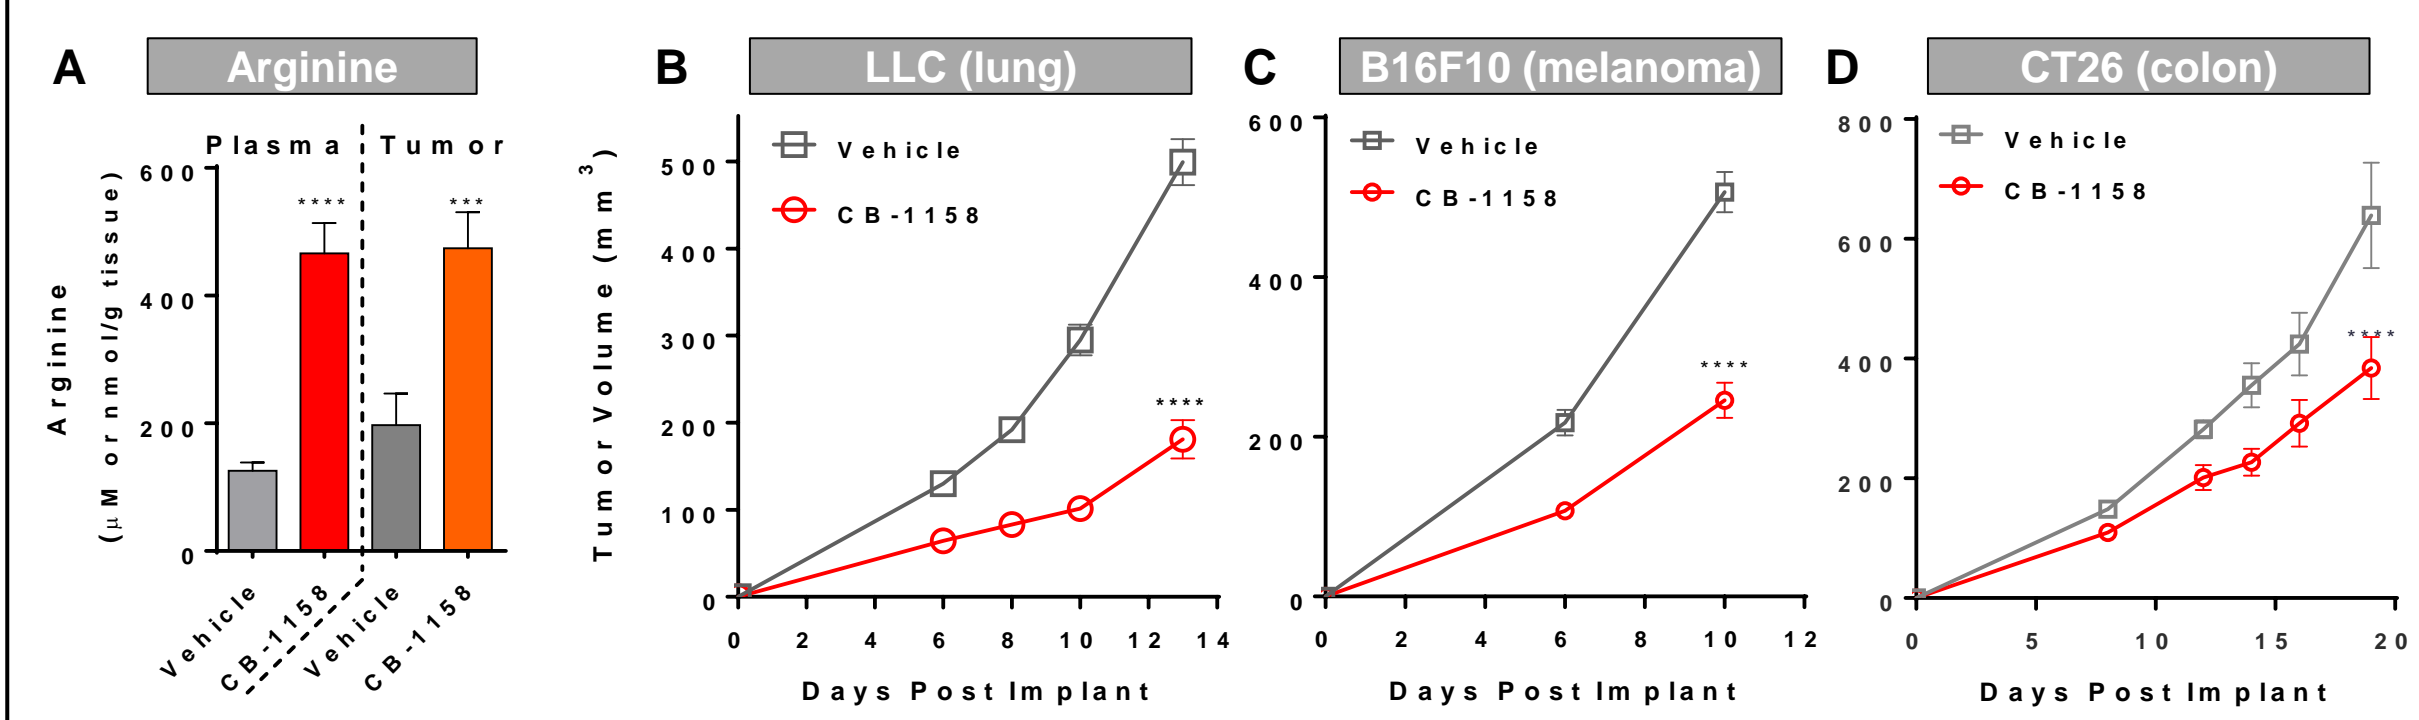 A
Arginine
Plasma
Tumor
Arginine
(μM or nmol/g tissue)
600
400
200
0
****
***
Vehicle
CB-1158
Vehicle
CB-1158
B
LLC (lung)
Tumor Volume (mm³)
Vehicle
CB-1158
500
400
300
200
100
0
****
0 2 4 6 8 10 12 14
Days Post Implant
C
B16F10 (melanoma)
Vehicle
CB-1158
600
400
200
0
****
0 2 4 6 8 10 12
Days Post Implant
D
CT26 (colon)
Vehicle
CB-1158
800
600
400
200
0
****
0 5 10 15 20
Days Post Implant